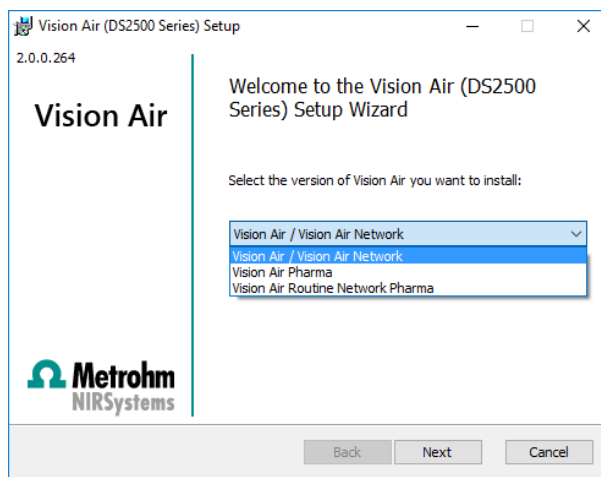 Vision Air (DS2500 Series) Setup
2.0.0.264
Vision Air
Welcome to the Vision Air (DS2500
Series) Setup Wizard
Select the version of Vision Air you want to install:
Vision Air / Vision Air Network
Vision Air / Vision Air Network
Vision Air Pharma
Vision Air Routine Network Pharma
Metrohm
NIRSystems
Back Next Cancel